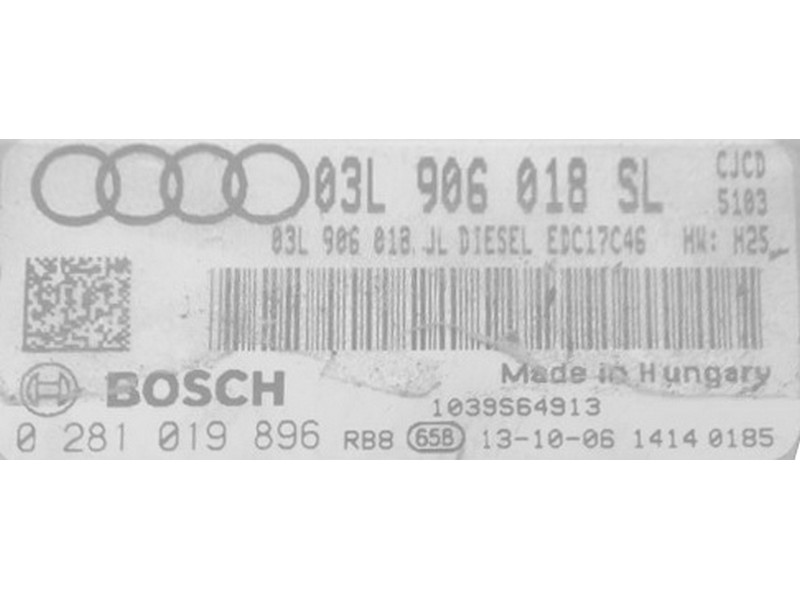 03L 906 018 SL CJCD
5103
03L 906 018 JL DIESEL EDC17C46 HW: H25
BOSCH Made in Hungary
1039S64913
0 281 019 896 RB8 65B 13-10-06 1414 0185